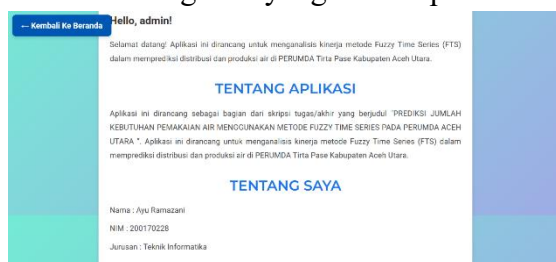 ← Kembali Ke Beranda
Hello, admin!
Selamat datang! Aplikasi ini dirancang untuk menganalisis kinerja metode Fuzzy Time Series (FTS)
dalam memprediksi distribusi dan produksi air di PERUMDA Tirta Pase Kabupaten Aceh Utara.
TENTANG APLIKASI
Aplikasi ini dirancang sebagai bagian dari skripsi tugas/akhir yang berjudul "PREDIKSI JUMLAH
KEBUTUHAN PEMAKAIAN AIR MENGGUNAKAN METODE FUZZY TIME SERIES PADA PERUMDA ACEH
UTARA ". Aplikasi ini dirancang untuk menganalisis kinerja metode Fuzzy Time Series (FTS) dalam
memprediksi distribusi dan produksi air di PERUMDA Tirta Pase Kabupaten Aceh Utara.
TENTANG SAYA
Nama : Ayu Ramazani
NIM : 200170228
Jurusan : Teknik Informatika